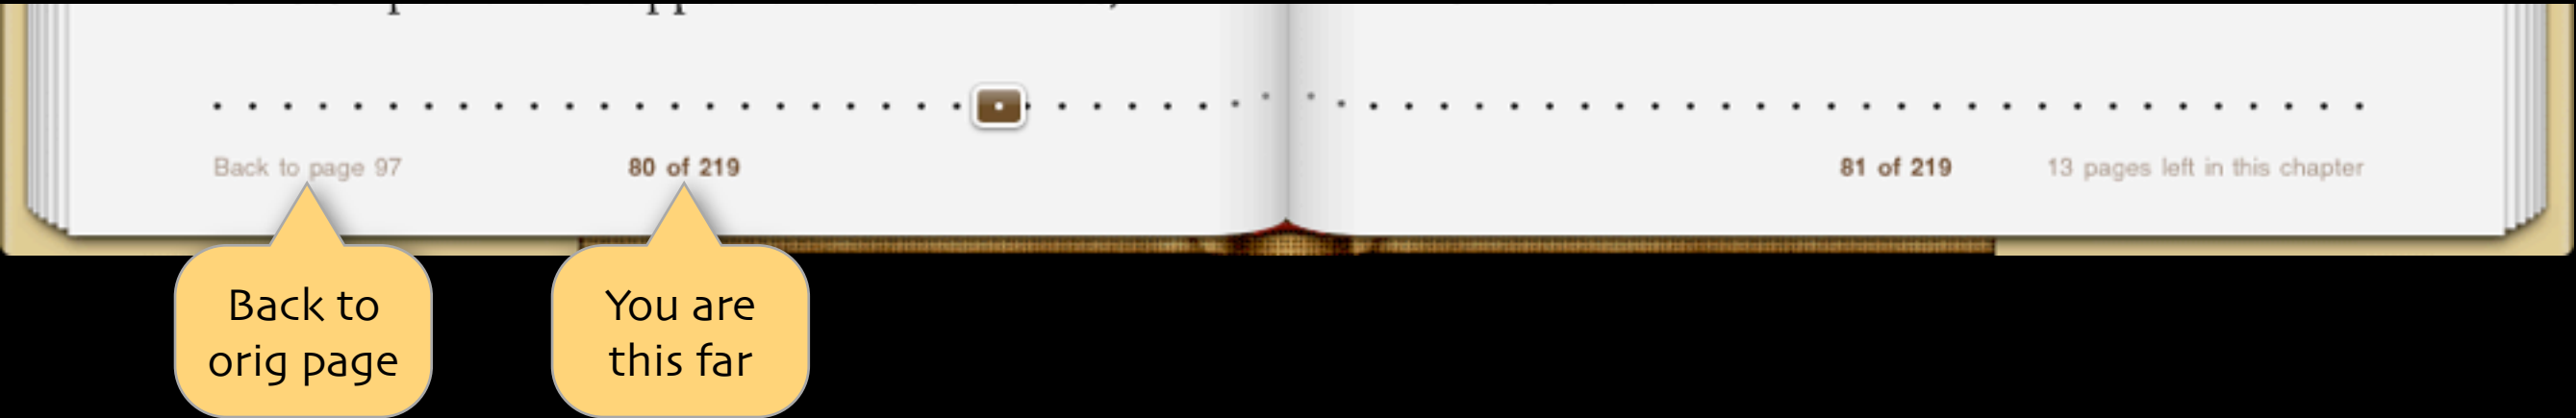 Back to page 97
80 of 219
81 of 219
13 pages left in this chapter
Back to
orig page
You are
this far